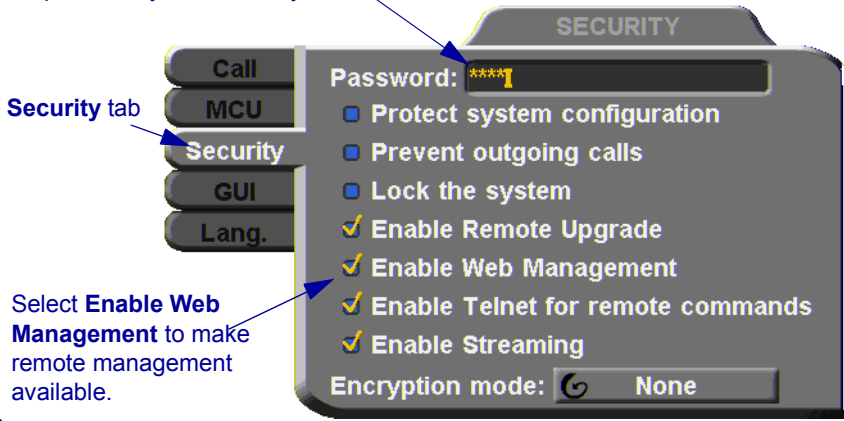 SECURITY
Call
MCU
Security
GUI
Lang.
Password: ****
Protect system configuration
Prevent outgoing calls
Lock the system
Enable Remote Upgrade
Enable Web Management
Enable Telnet for remote commands
Enable Streaming
Encryption mode: None
Security tab
Select Enable Web
Management to make
remote management
available.